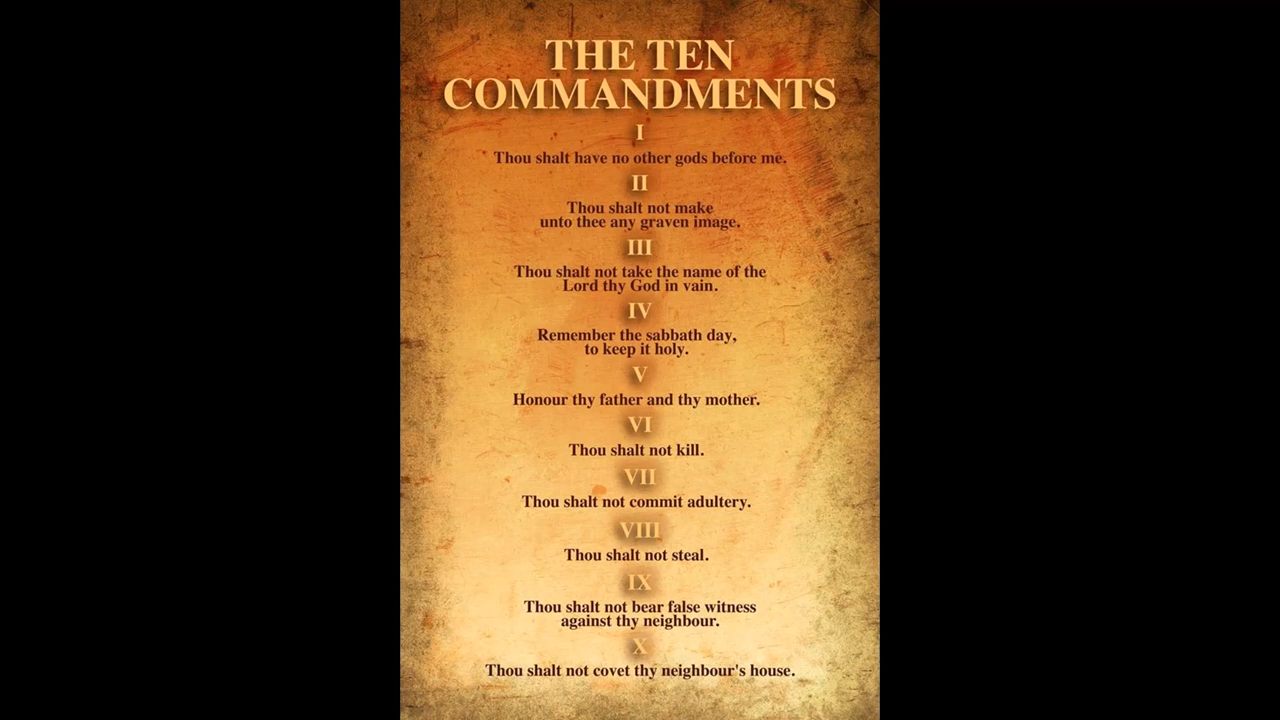 THE TEN
COMMANDMENTS
I
Thou shalt have no other gods before me.
II
Thou shalt not make
unto thee any graven image.
III
Thou shalt not take the name of the
Lord thy God in vain.
IV
Remember the sabbath day,
to keep it holy.
V
Honour thy father and thy mother.
VI
Thou shalt not kill.
VII
Thou shalt not commit adultery.
VIII
Thou shalt not steal.
IX
Thou shalt not bear false witness
against thy neighbour.
X
Thou shalt not covet thy neighbour's house.